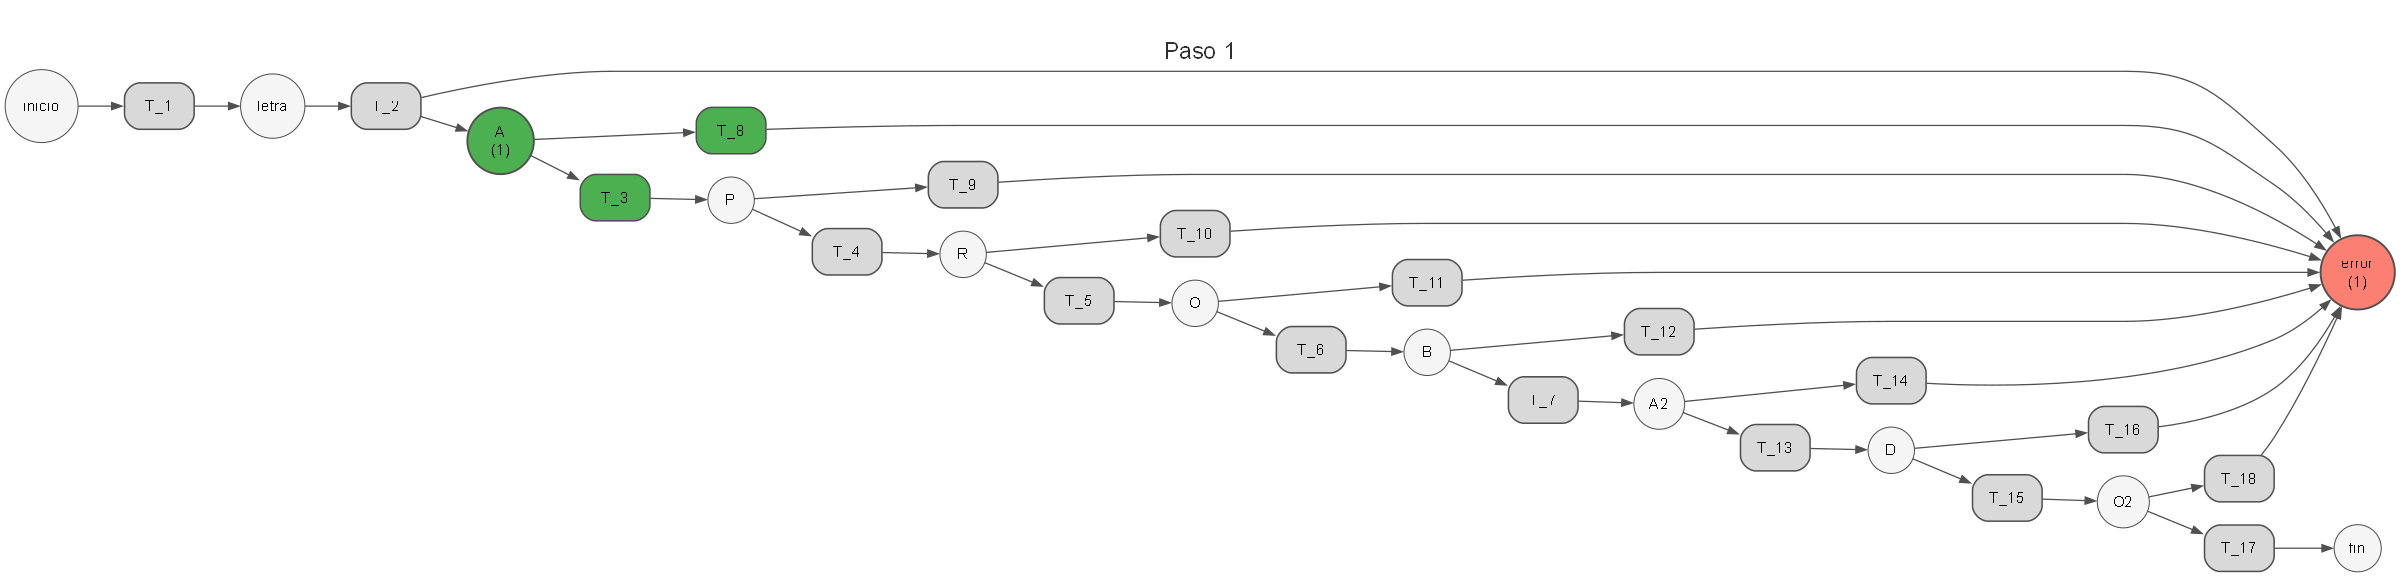 Paso 1
inicio
T_1
letra
T_2
A
(1)
T_8
T_3
P
T_9
T_4
R
T_10
T_5
O
T_11
T_6
B
T_12
T_7
A2
T_14
T_13
D
T_16
T_15
O2
T_18
T_17
fin
error
(1)